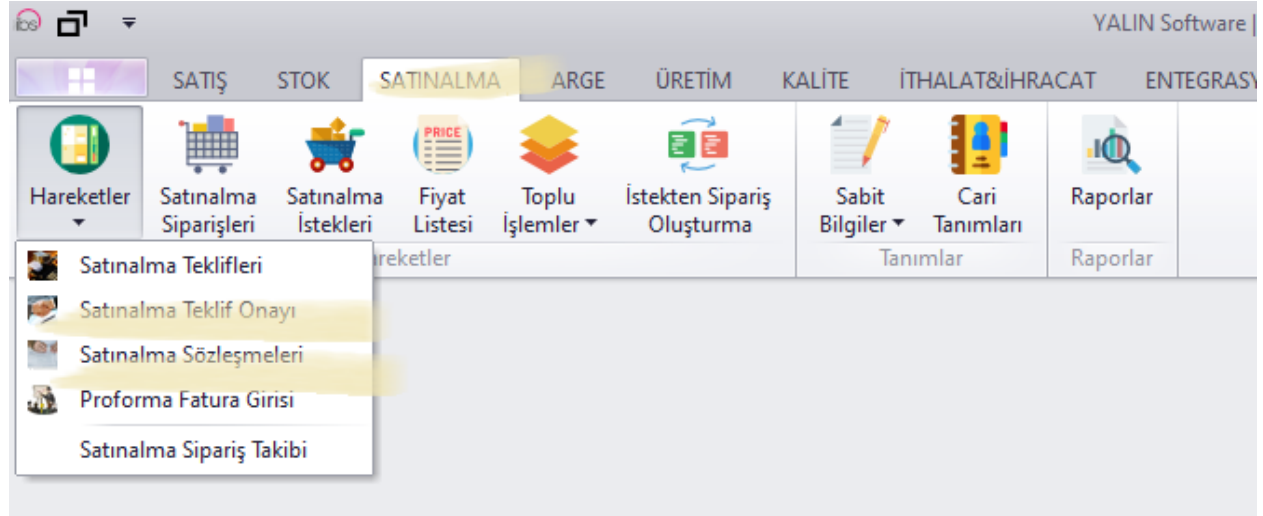 ibs
YALIN Software |
SATIŞ STOK SATINALMA ARGE ÜRETİM KALİTE İTHALAT&İHRACAT ENTEGRASY
PRICE
Hareketler Satınalma Satınalma Fiyat Toplu İstekten Sipariş Sabit Cari Raporlar
Siparişleri İstekleri Listesi İşlemler Oluşturma Bilgiler Tanımları
reketler Tanımlar Raporlar
Satınalma Teklifleri
Satınalma Teklif Onayı
Satınalma Sözleşmeleri
Proforma Fatura Girisi
Satınalma Sipariş Takibi